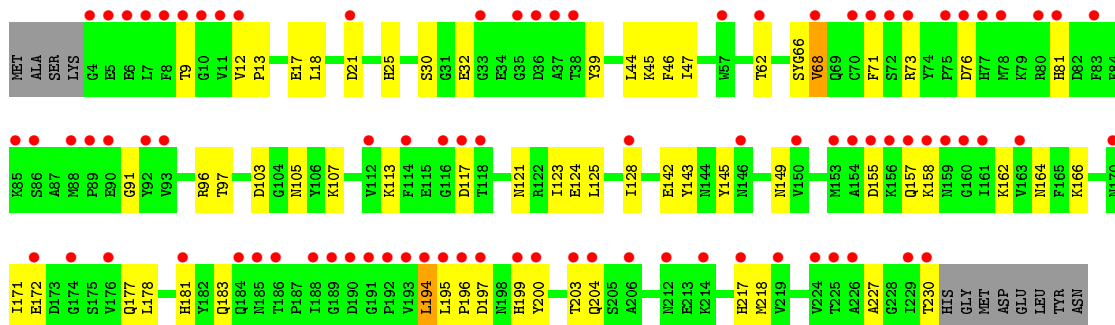 MET ALA SER LYS G4 E5 E6 L7 F8 T9 G10 V11 V12 P13 E17 L18 D21 H25 S30 G31 E32 G33 E34 G35 D36 A37 T38 Y39 L44 K45 F46 I47 W57 T62 SYG66 V68 Q69 C70 F71 S72 R73 Y74 P75 D76 H77 M78 K79 R80 H81 D82 F83 F84
K85 S86 A87 M88 P89 E90 G91 Y92 V93 R96 T97 D103 G104 N105 Y106 K107 V112 K113 F114 E115 G116 D117 T118 N121 R122 I123 E124 L125 I128 E142 Y143 N144 Y145 N146 N149 V150 M153 A154 D155 K156 Q157 K158 N159 G160 I161 K162 V163 N164 F165 K166 N170
I171 E172 D173 G174 S175 V176 Q177 L178 H181 Y182 Q183 Q184 N185 T186 P187 I188 G189 D190 G191 P192 V193 L194 L195 P196 D197 N198 H199 Y200 T203 Q204 S205 A206 N212 E213 K214 H217 M218 V219 V224 T225 A226 A227 G228 I229 T230 HIS GLY MET ASP GLU LEU TYR ASN